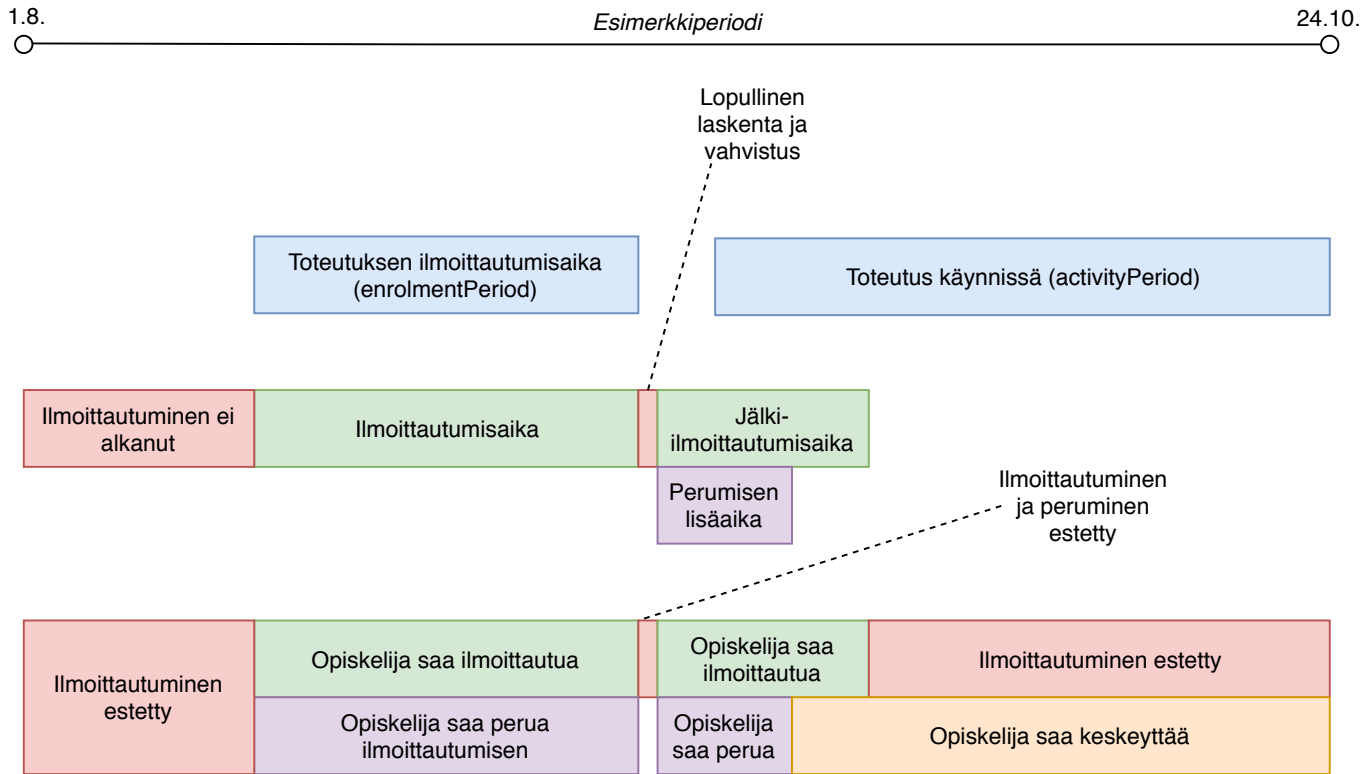 1.8.
Esimerkkiperiodi
24.10.
Lopullinen
laskenta ja
vahvistus
Toteutuksen ilmoittautumisaika
(enrolmentPeriod)
Toteutus käynnissä (activityPeriod)
Ilmoittautuminen ei
alkanut
Ilmoittautumisaika
Jälki-
ilmoittautumisaika
Perumisen
lisäaika
Ilmoittautuminen
ja peruminen
estetty
Ilmoittautuminen
estetty
Opiskelija saa ilmoittautua
Opiskelija saa
ilmoittautua
Ilmoittautuminen estetty
Opiskelija saa perua
ilmoittautumisen
Opiskelija
saa perua
Opiskelija saa keskeyttää